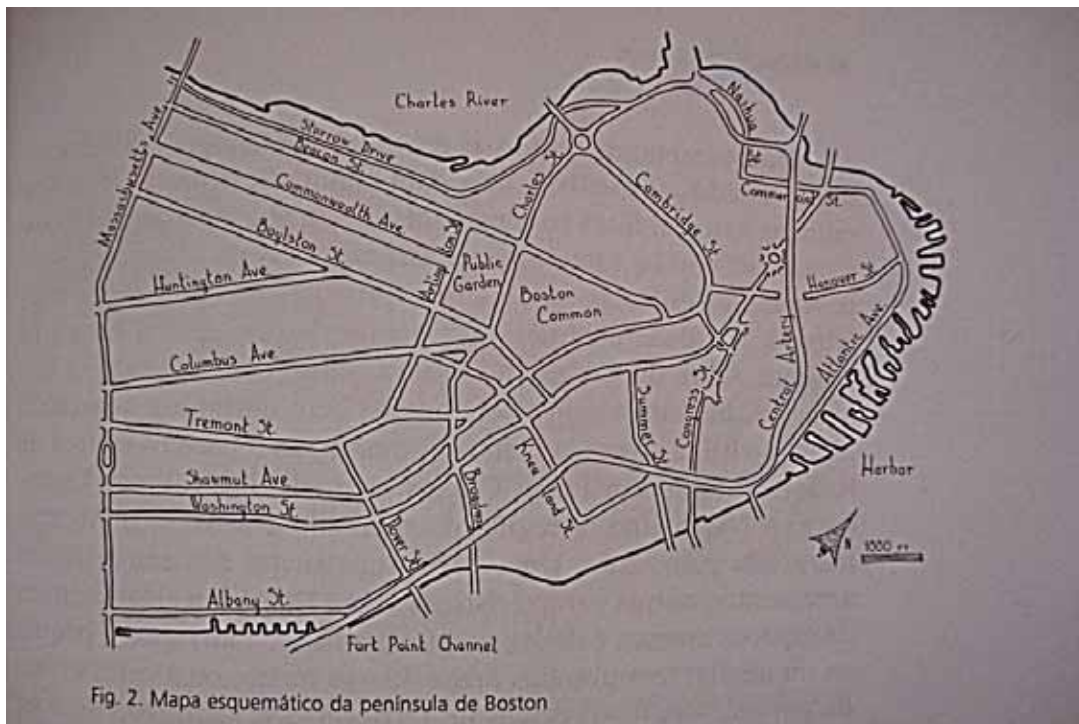 Charles River
Massachusetts Ave.
Storrow Drive
Beacon St.
Commonwealth Ave.
Boylston St.
Huntington Ave
Columbus Ave
Tremont St.
Shawmut Ave
Washington St.
Albany St.
Fort Point Channel
Dover St.
Broadway
Kneeland St.
Summer St.
Congress St.
Central Artery
Atlantic Ave.
Hanover St.
Commercial St.
Nashua St.
Cambridge St.
Charles St.
Arlington St.
Public
Garden
Boston
Common
Harbor
N
1000 FT
Fig. 2. Mapa esquemático da península de Boston